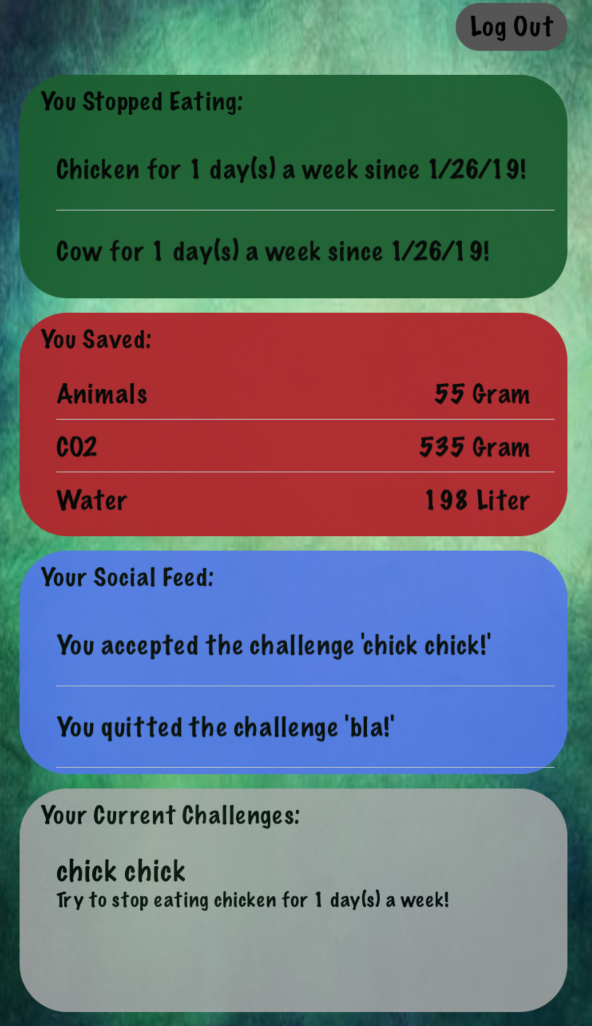 Log Out
You Stopped Eating:
Chicken for 1 day(s) a week since 1/26/19!
Cow for 1 day(s) a week since 1/26/19!
You Saved:
Animals 55 Gram
CO2 535 Gram
Water 198 Liter
Your Social Feed:
You accepted the challenge 'chick chick!'
You quitted the challenge 'bla!'
Your Current Challenges:
chick chick
Try to stop eating chicken for 1 day(s) a week!